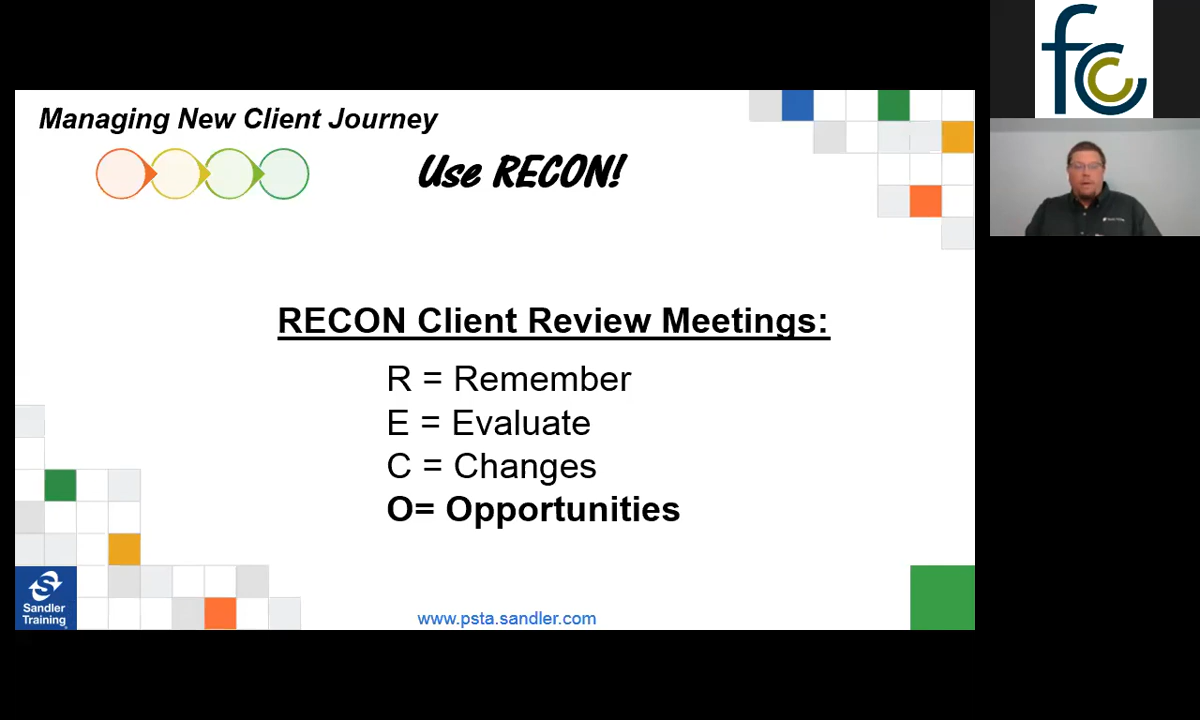 Managing New Client Journey
Use RECON!
RECON Client Review Meetings:
R = Remember
E = Evaluate
C = Changes
O= Opportunities
Sandler
Training
www.psta.sandler.com
fcc